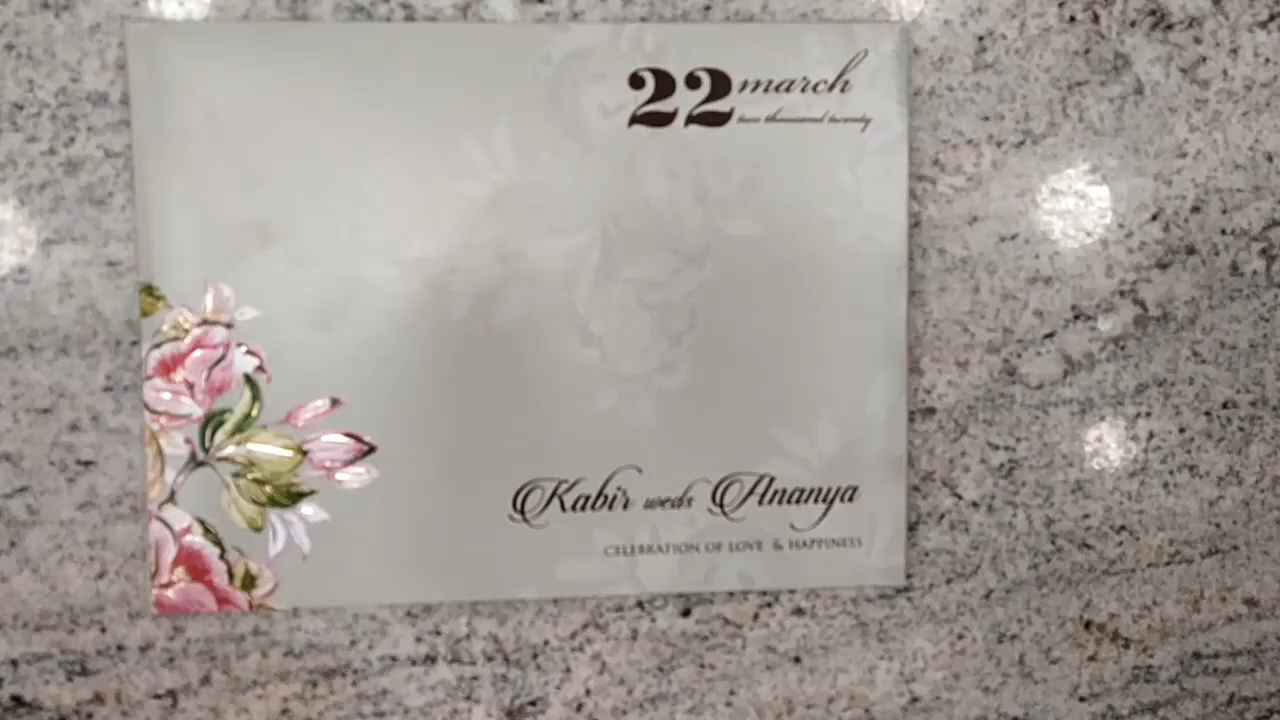 22 march
two thousand twenty
Kabir weds Ananya
CELEBRATION OF LOVE & HAPPINESS